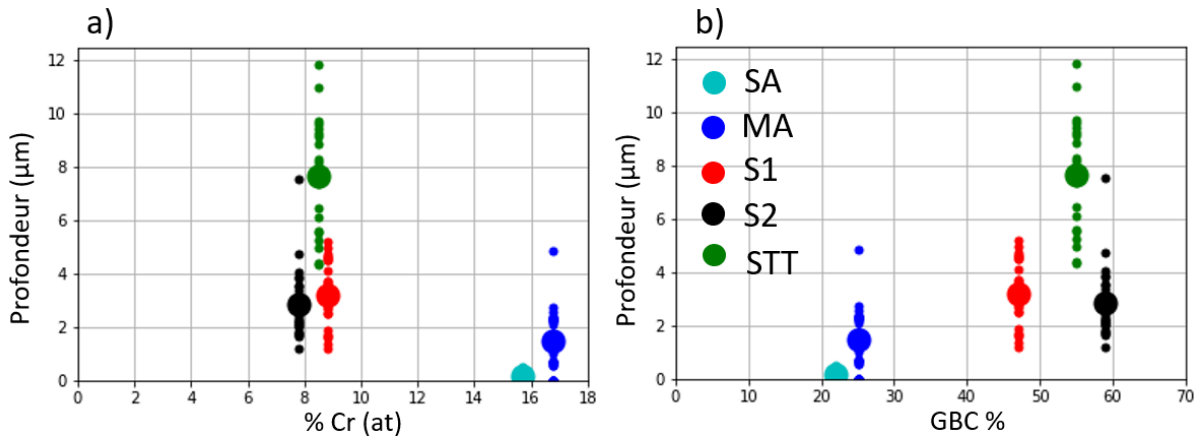 a)
Profondeur (µm)
12
10
8
6
4
2
0
0 2 4 6 8 10 12 14 16 18
% Cr (at)
b)
Profondeur (µm)
12
10
8
6
4
2
0
0 10 20 30 40 50 60 70
GBC %
SA
MA
S1
S2
STT